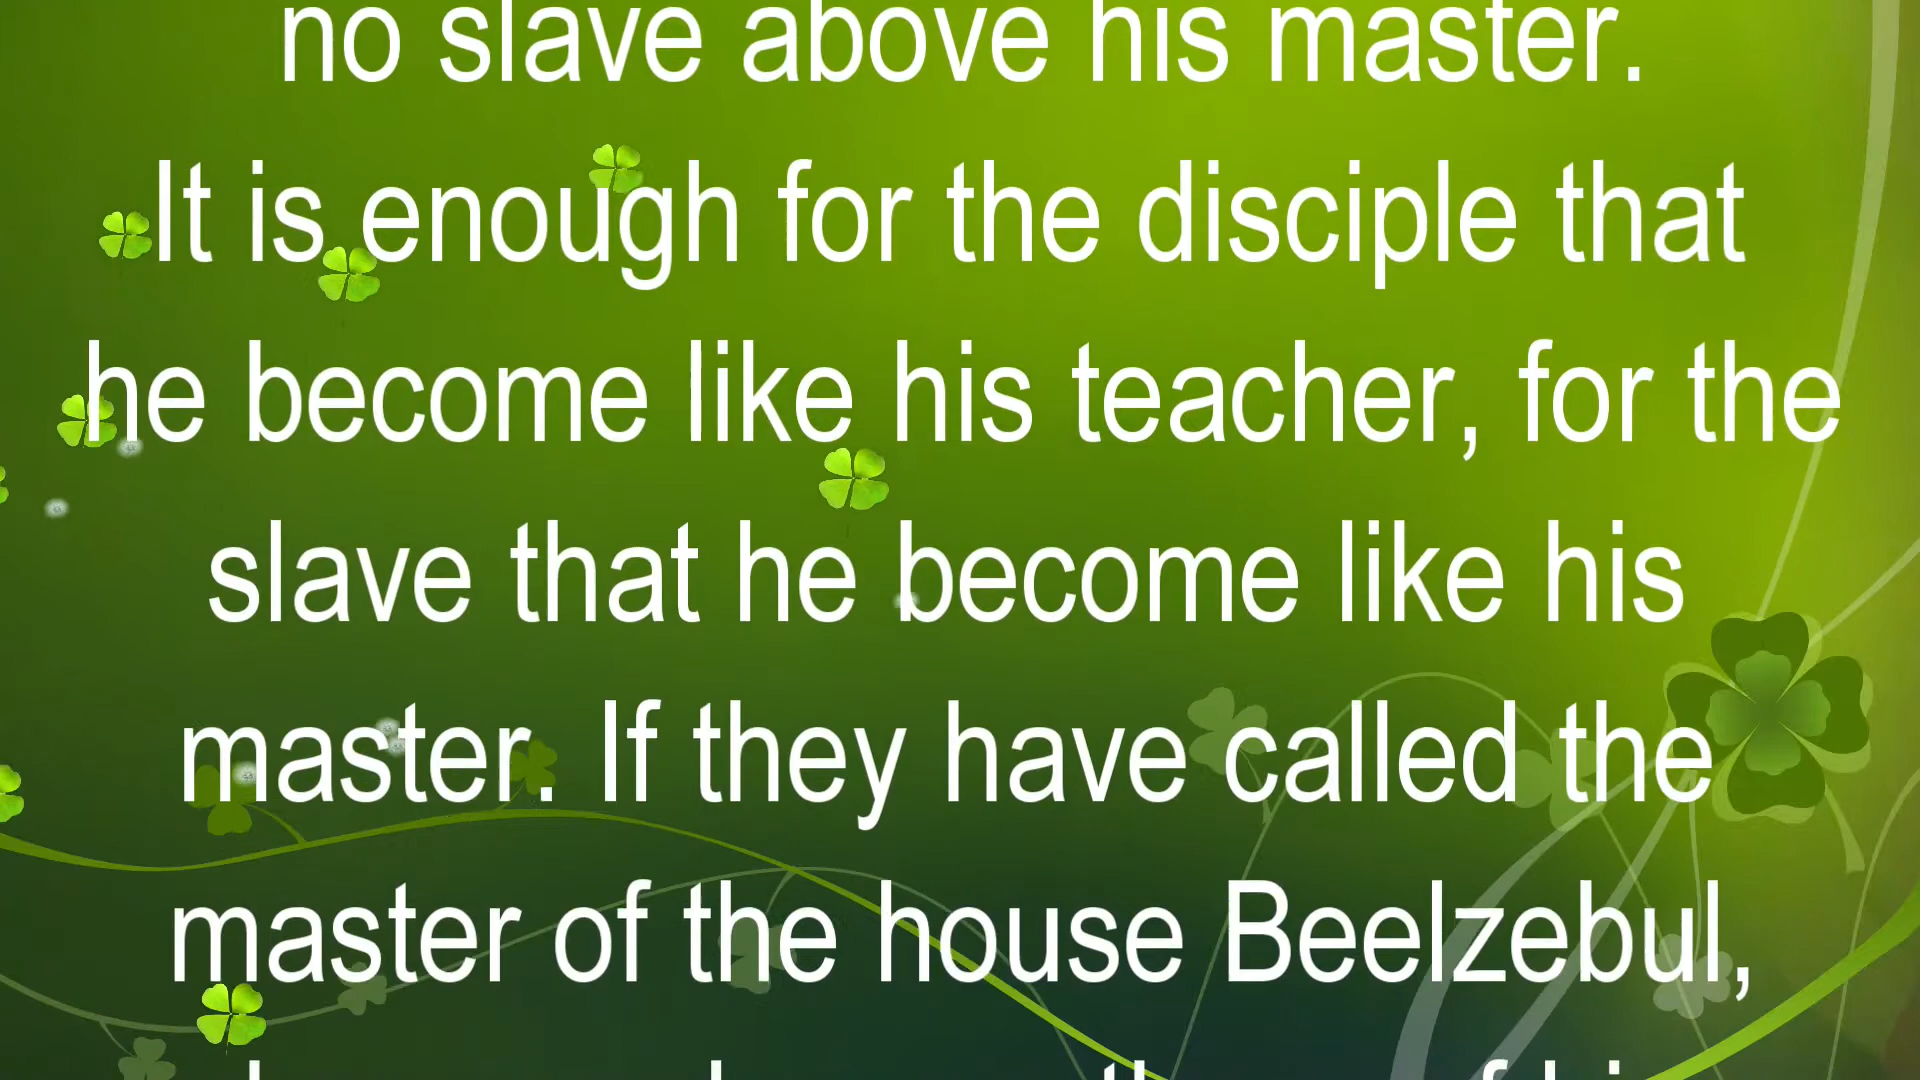 no slave above his master.
It is enough for the disciple that
he become like his teacher, for the
slave that he become like his
master. If they have called the
master of the house Beelzebul,